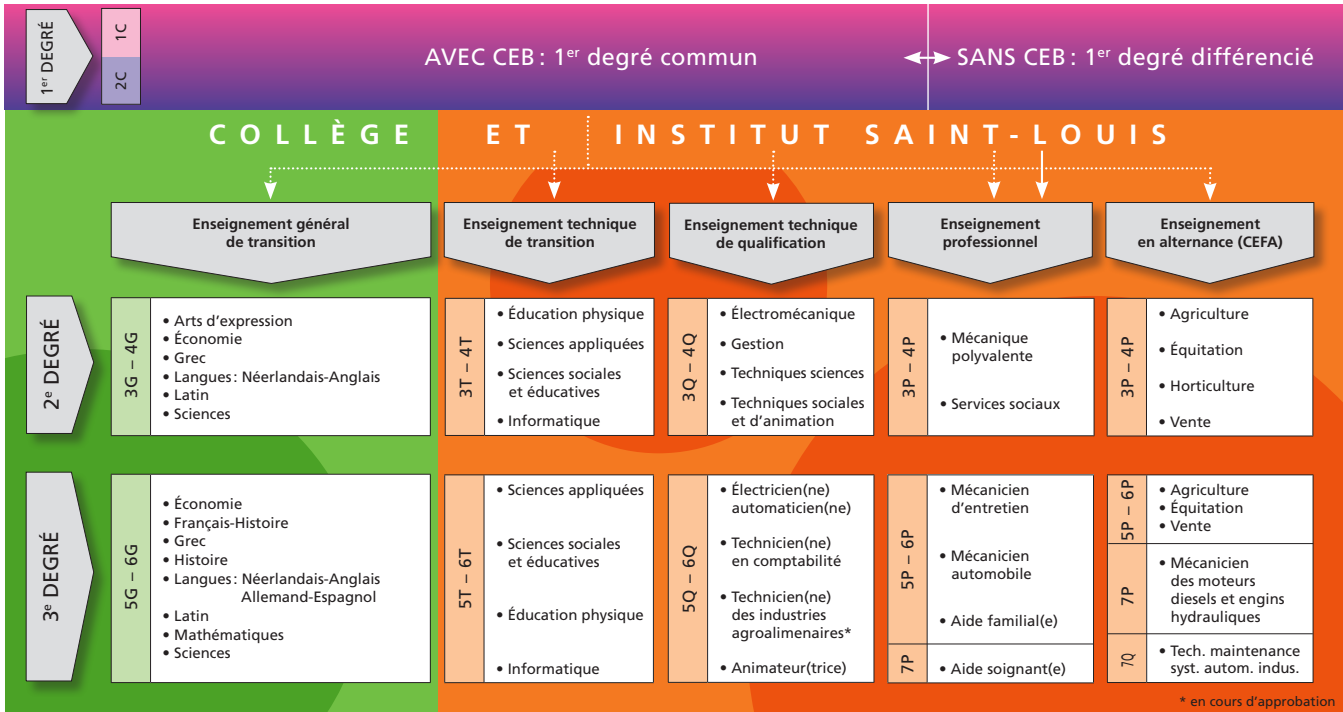 1er DEGRÉ
1C
2C
AVEC CEB : 1er degré commun
SANS CEB : 1er degré différencié
COLLÈGE ET INSTITUT SAINT-LOUIS
Enseignement général
de transition
Enseignement technique
de transition
Enseignement technique
de qualification
Enseignement
professionnel
Enseignement
en alternance (CEFA)
2e DEGRÉ
3G – 4G
• Arts d'expression
• Économie
• Grec
• Langues : Néerlandais-Anglais
• Latin
• Sciences
3T – 4T
• Éducation physique
• Sciences appliquées
• Sciences sociales
et éducatives
• Informatique
3Q – 4Q
• Électromécanique
• Gestion
• Techniques sciences
• Techniques sociales
et d'animation
3P – 4P
• Mécanique
polyvalente
• Services sociaux
3P – 4P
• Agriculture
• Équitation
• Horticulture
• Vente
3e DEGRÉ
5G – 6G
• Économie
• Français-Histoire
• Grec
• Histoire
• Langues : Néerlandais-Anglais
Allemand-Espagnol
• Latin
• Mathématiques
• Sciences
5T – 6T
• Sciences appliquées
• Sciences sociales
et éducatives
• Éducation physique
• Informatique
5Q – 6Q
• Électricien(ne)
automaticien(ne)
• Technicien(ne)
en comptabilité
• Technicien(ne)
des industries
agroalimenaires*
• Animateur(trice)
5P – 6P
• Mécanicien
d'entretien
• Mécanicien
automobile
• Aide familial(e)
7P
• Aide soignant(e)
5P – 6P
• Agriculture
• Équitation
• Vente
7P
• Mécanicien
des moteurs
diesels et engins
hydrauliques
7Q
• Tech. maintenance
syst. autom. indus.
* en cours d'approbation